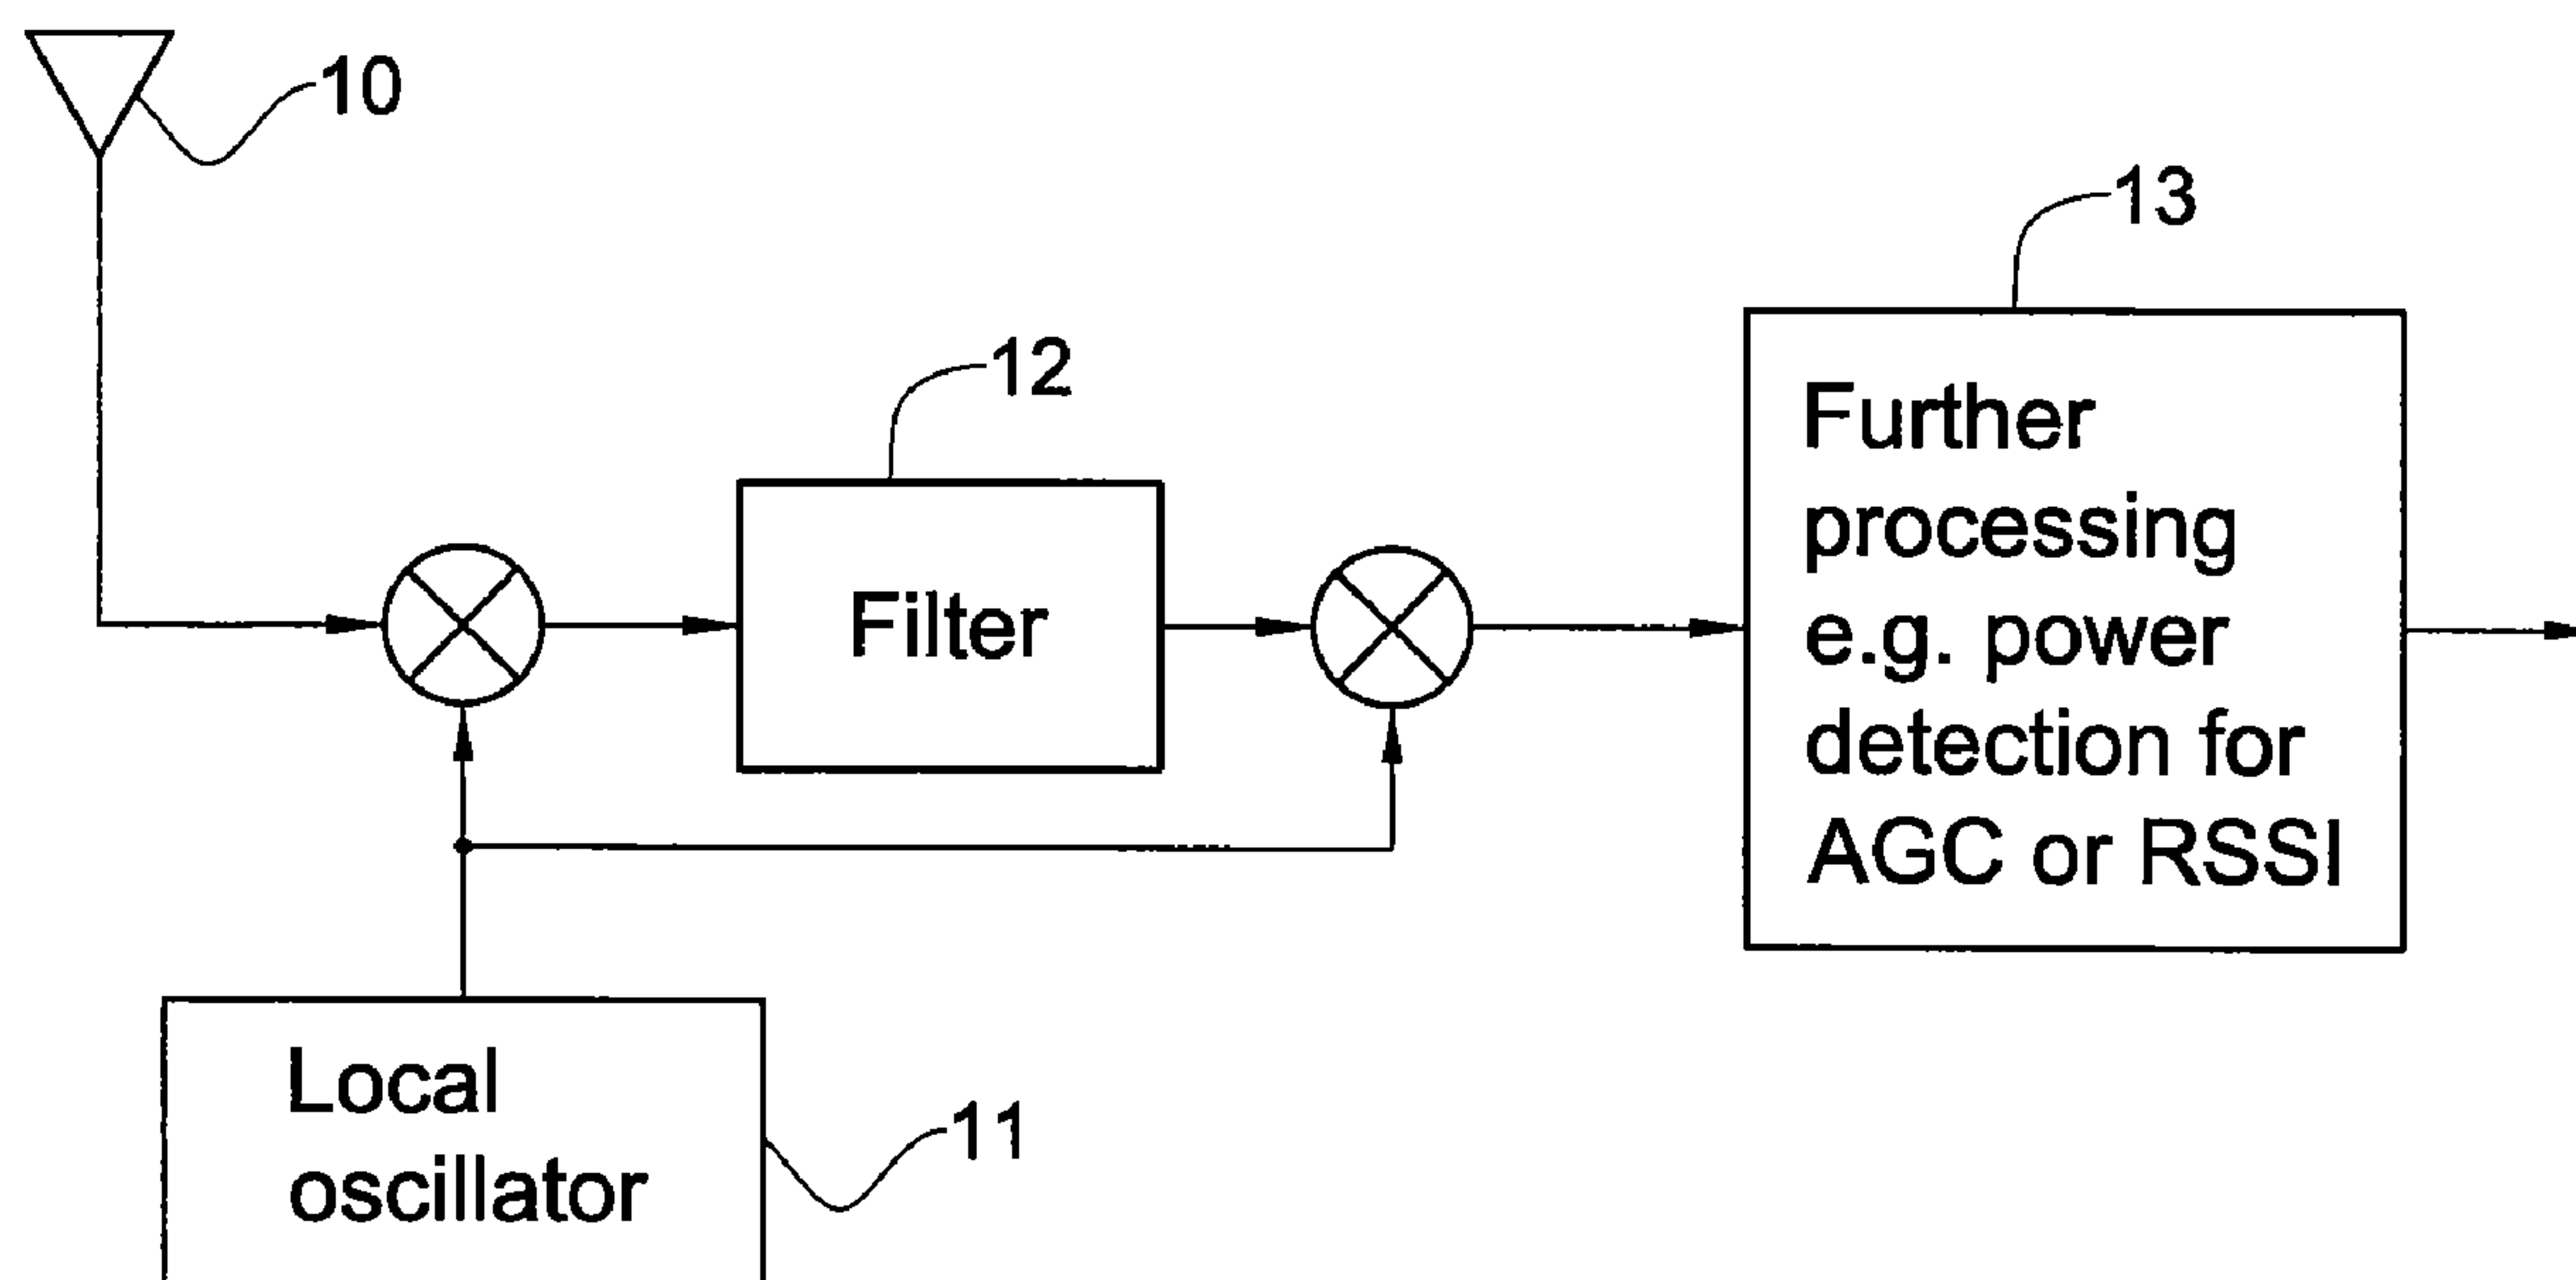 10
13
12
Further
processing
e.g. power
detection for
AGC or RSSI
Filter
Local
oscillator
11